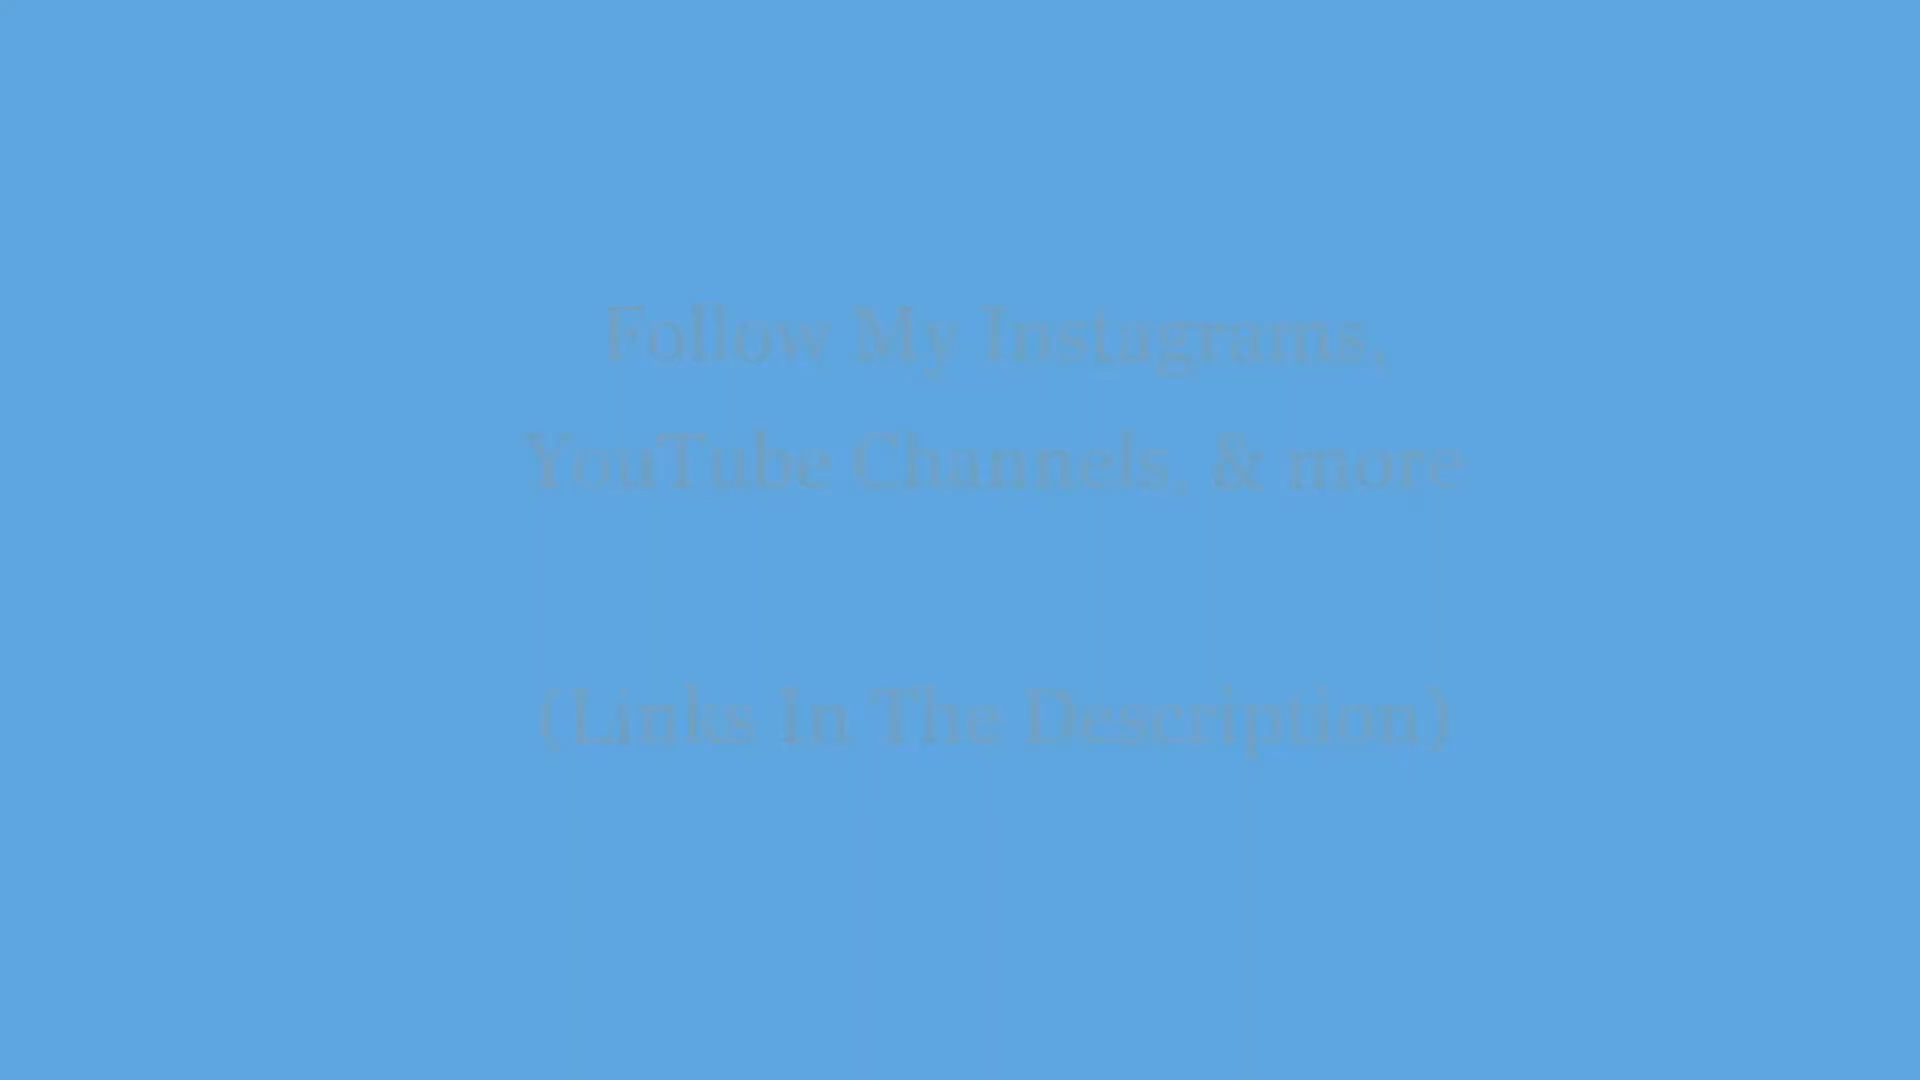 Follow My Instagrams,
YouTube Channels, & more
(Links In The Description)